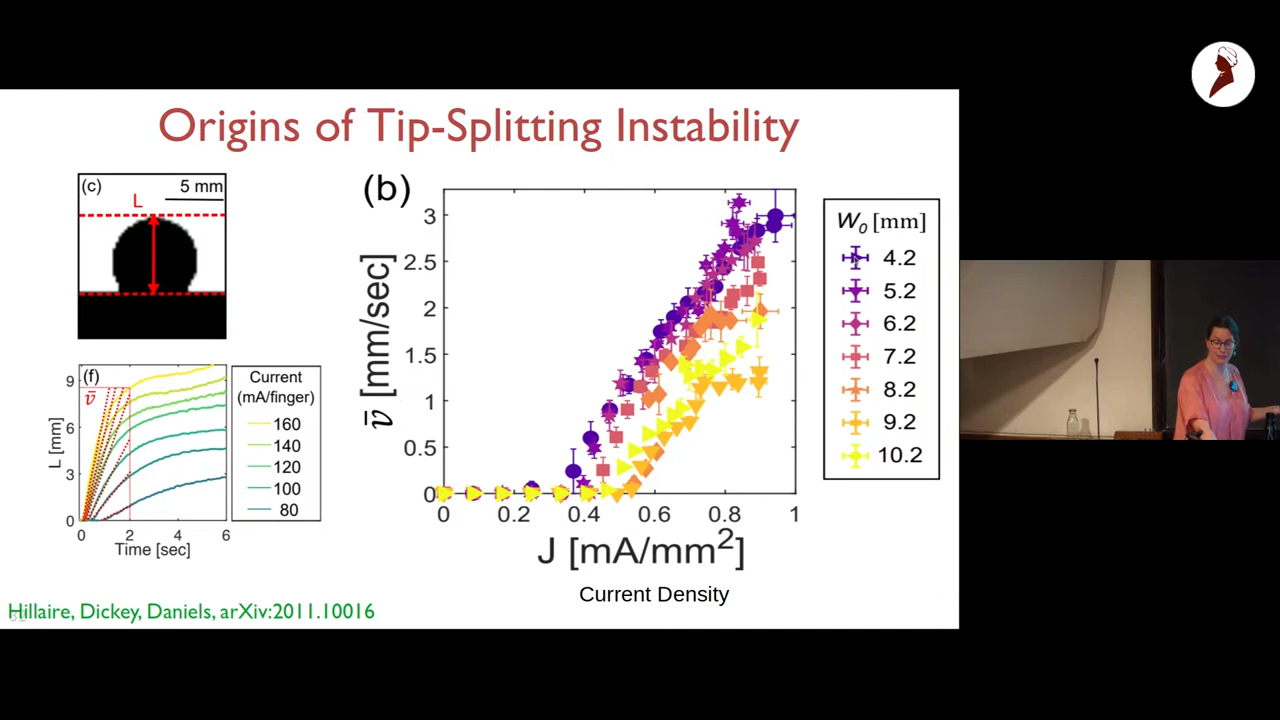 Origins of Tip-Splitting Instability
(c)
5 mm
L
(f)
v̄
9
6
3
0
L [mm]
0
2
4
6
Time [sec]
Current
(mA/finger)
160
140
120
100
80
(b)
3
2.5
2
1.5
1
0.5
0
v̄ [mm/sec]
0
0.2
0.4
0.6
0.8
1
J [mA/mm²]
Current Density
W₀ [mm]
4.2
5.2
6.2
7.2
8.2
9.2
10.2
Hillaire, Dickey, Daniels, arXiv:2011.10016